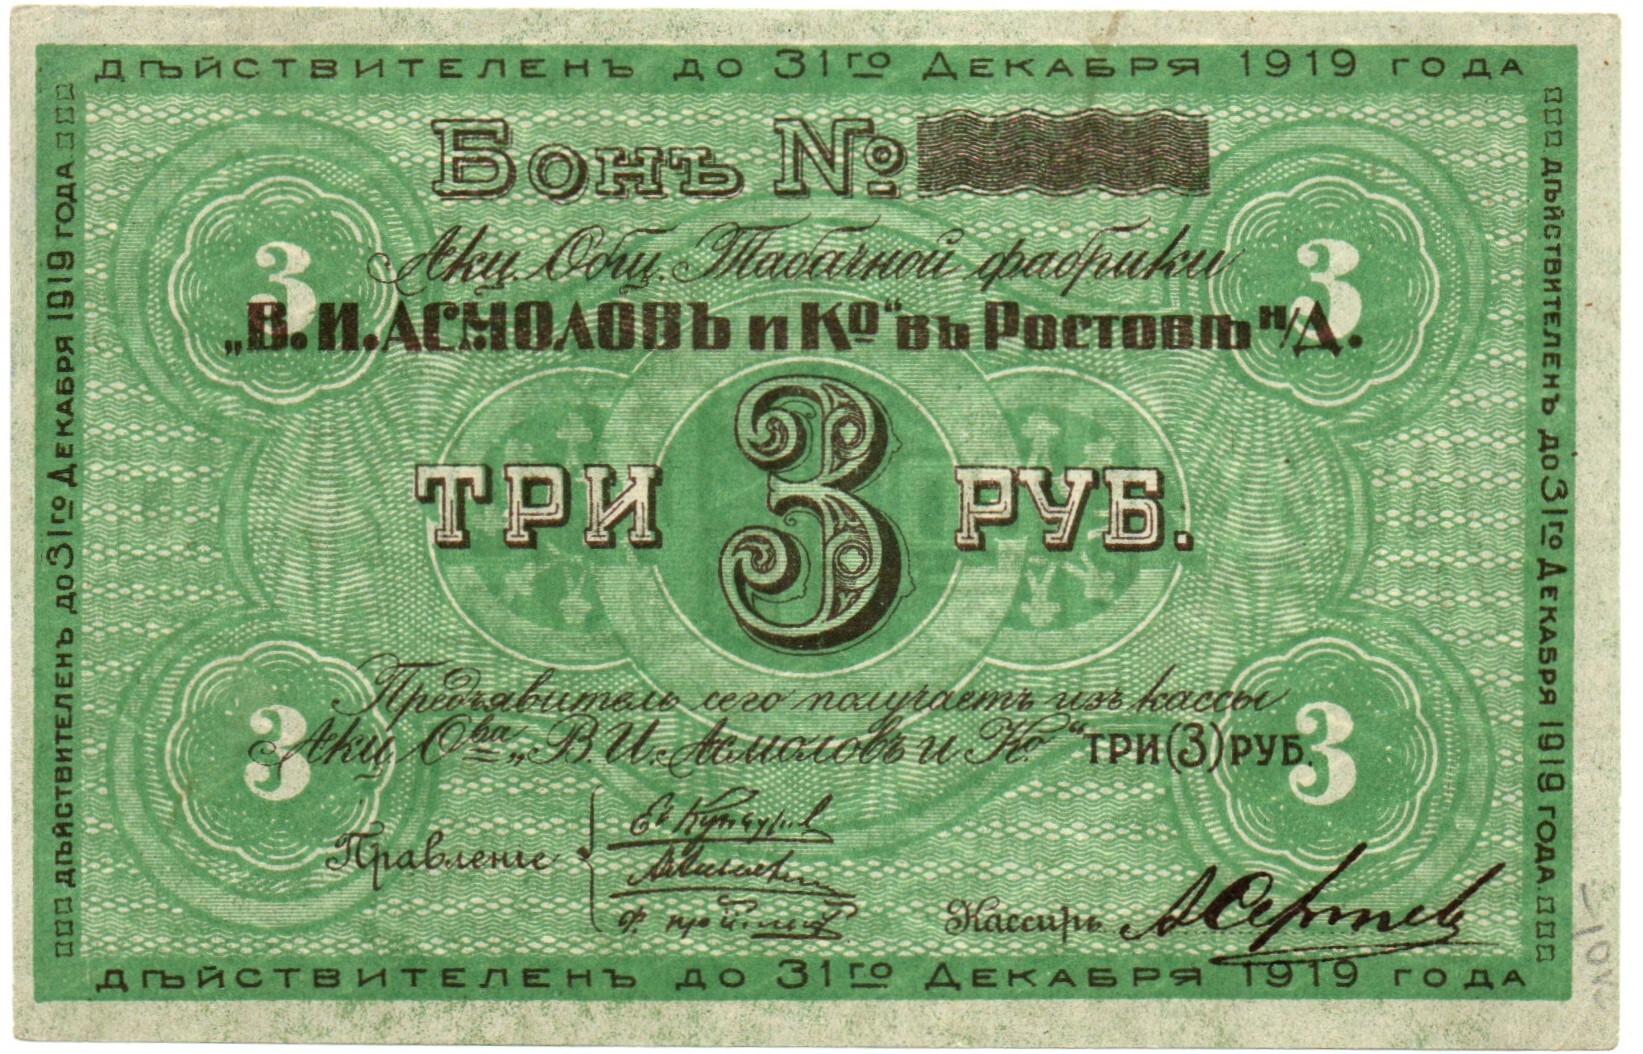 ДѢЙСТВИТЕЛЕНЪ ДО 31ГО ДЕКАБРЯ 1919 ГОДА
ДѢЙСТВИТЕЛЕНЪ ДО 31ГО ДЕКАБРЯ 1919 ГОДА.
ДѢЙСТВИТЕЛЕНЪ ДО 31ГО ДЕКАБРЯ 1919 ГОДА.
БОНЪ №
Акц. Общ. Табачной фабрики
3 3
„В. И. АСМОЛОВЪ и Ко" въ РОСТОВѢ Н/Д.
ТРИ 3 РУБ.
Предъявитель сего получаетъ изъ кассы
Акц. О-ва „В. И. Асмоловъ и Ко." ТРИ (3) РУБ.
3 3
Правленіе
Кассиръ
ДѢЙСТВИТЕЛЕНЪ ДО 31ГО ДЕКАБРЯ 1919 ГОДА